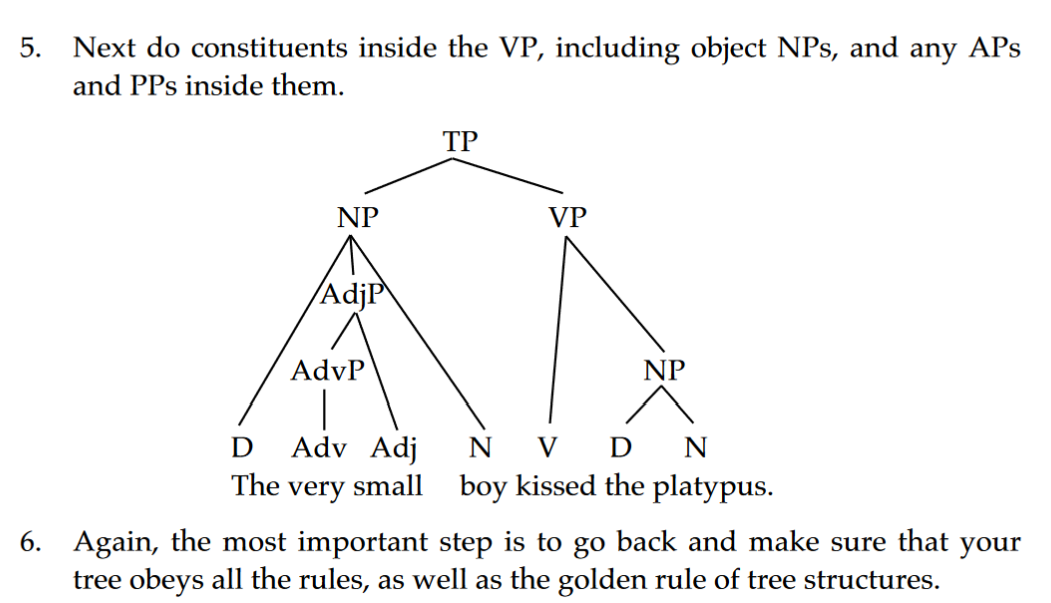 5. Next do constituents inside the VP, including object NPs, and any APs
and PPs inside them.
TP
NP VP
AdjP
AdvP NP
D Adv Adj N V D N
The very small boy kissed the platypus.
6. Again, the most important step is to go back and make sure that your
tree obeys all the rules, as well as the golden rule of tree structures.